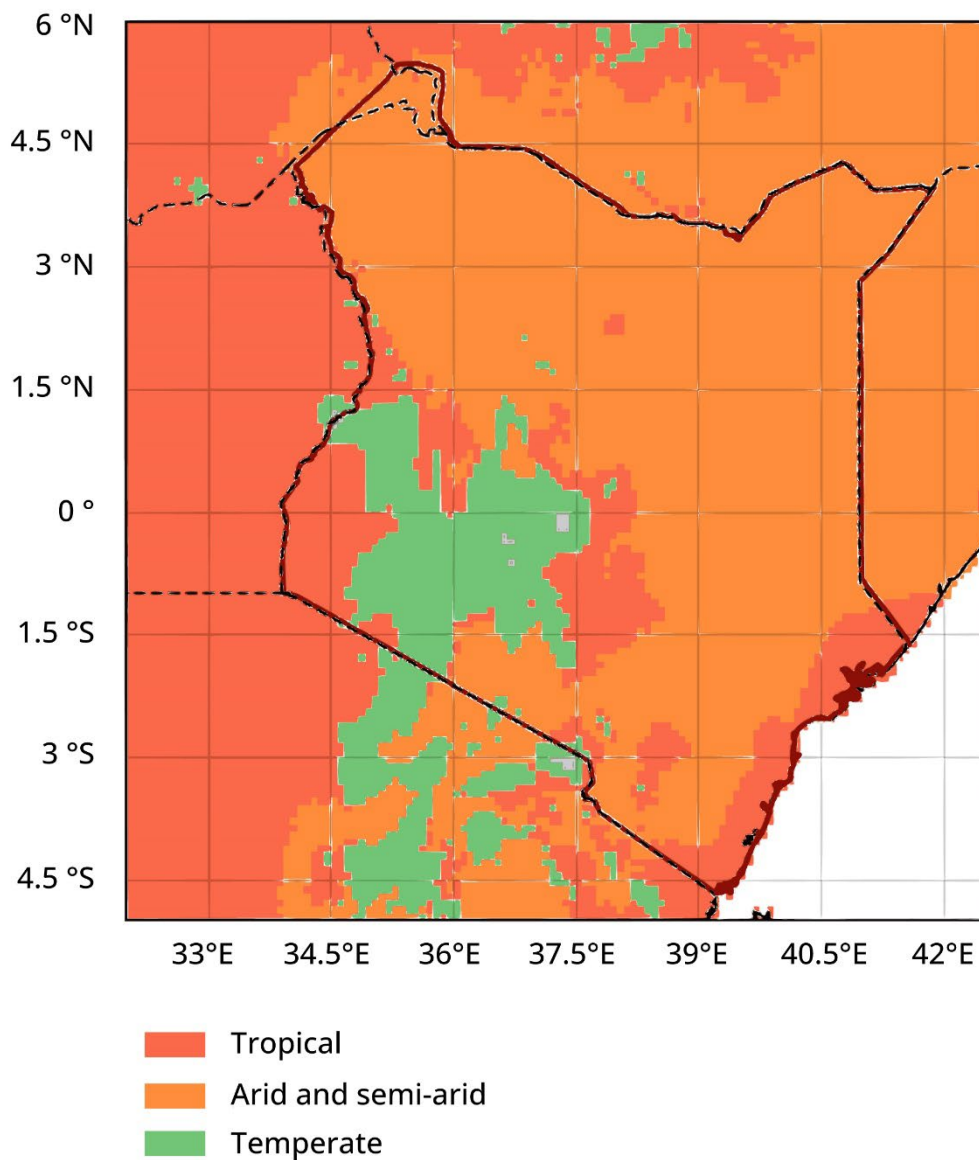 6 °N
4.5 °N
3 °N
1.5 °N
0 °
1.5 °S
3 °S
4.5 °S
33°E 34.5°E 36°E 37.5°E 39°E 40.5°E 42°E
Tropical
Arid and semi-arid
Temperate